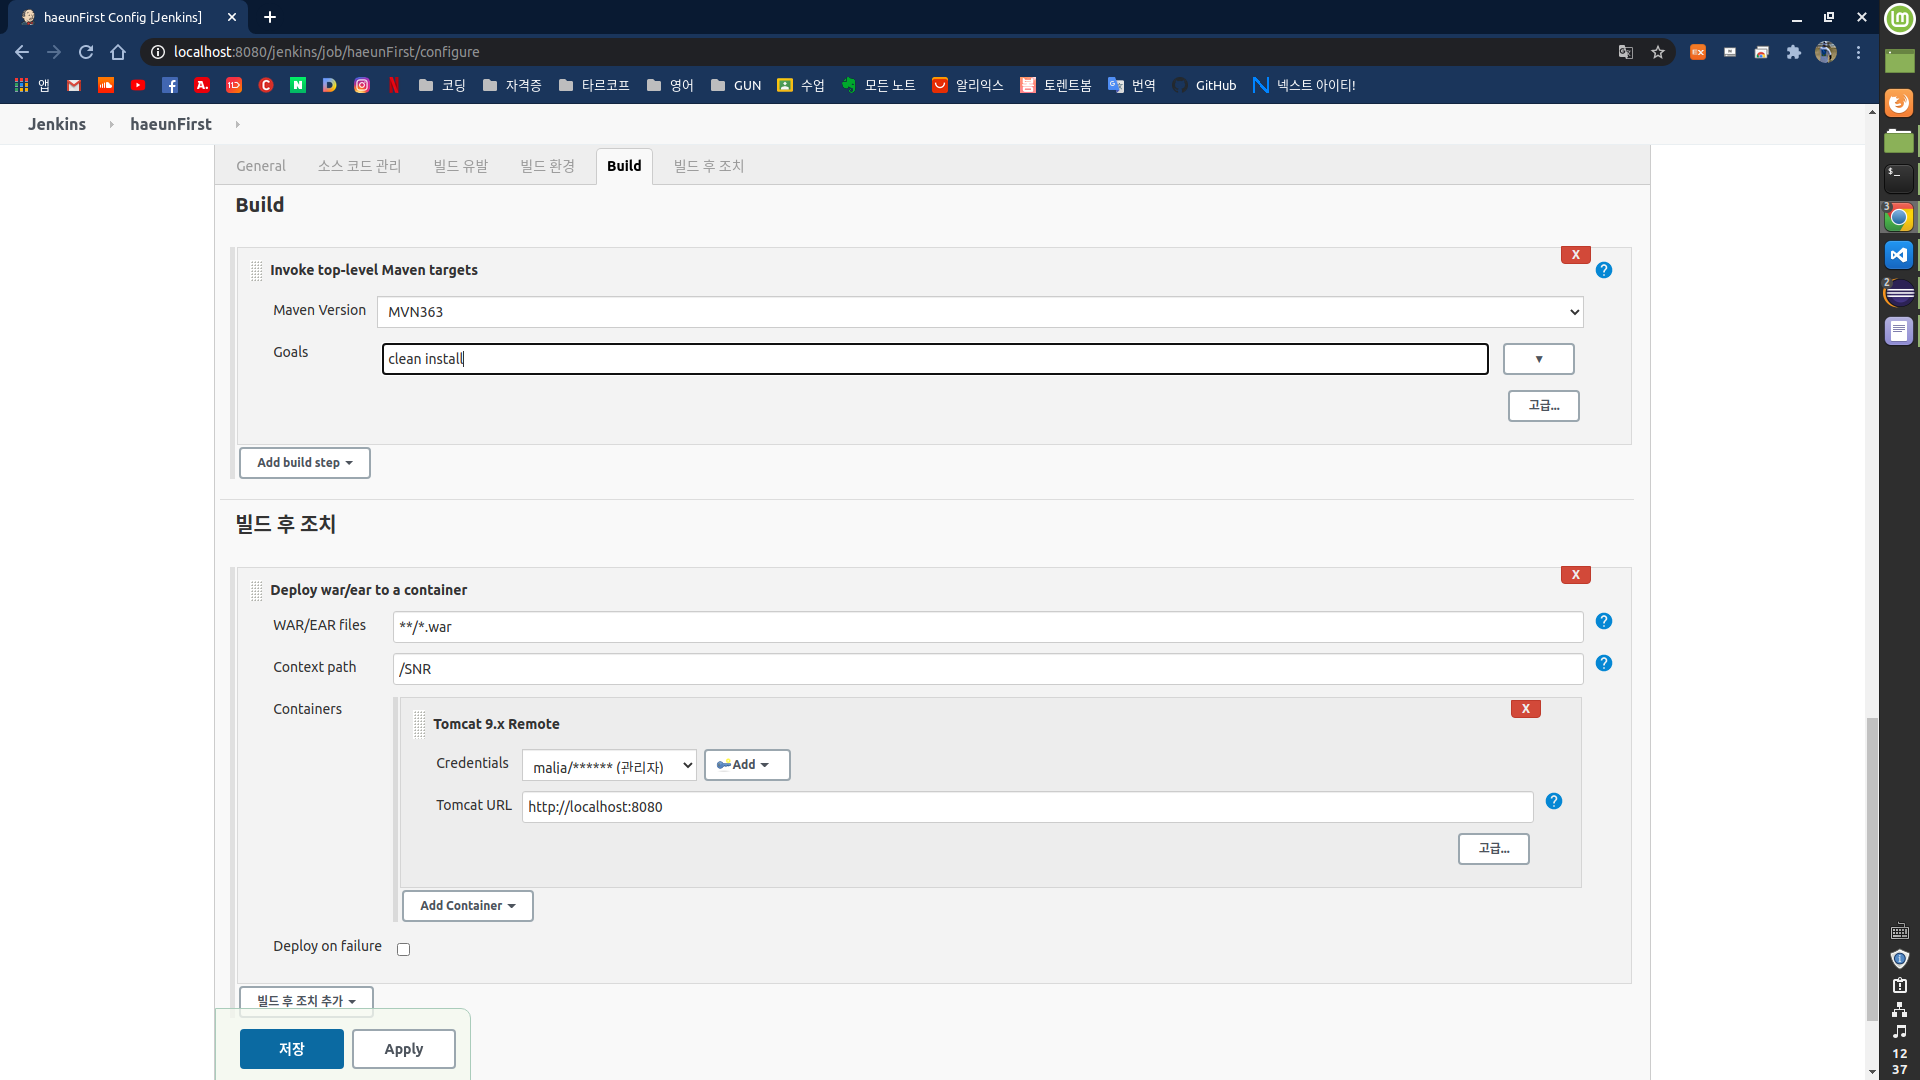 haeunFirst Config [Jenkins]
localhost:8080/jenkins/job/haeunFirst/configure
앱 코딩 자격증 타르코프 영어 GUN 수업 모든 노트 알리익스 토렌트봄 번역 GitHub 넥스트 아이티!
Jenkins haeunFirst
General 소스 코드 관리 빌드 유발 빌드 환경 Build 빌드 후 조치
Build
X
Invoke top-level Maven targets ?
Maven Version MVN363
Goals clean install
고급...
Add build step
빌드 후 조치
X
Deploy war/ear to a container
WAR/EAR files **/*.war ?
Context path /SNR ?
Containers X
Tomcat 9.x Remote
Credentials malja/****** (관리자) Add
Tomcat URL http://localhost:8080 ?
고급...
Add Container
Deploy on failure
빌드 후 조치 추가
저장 Apply
3
2
12
37